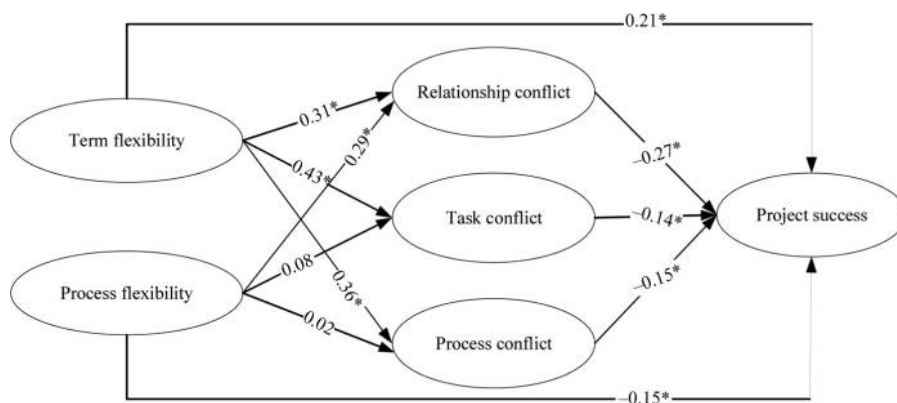 0.21*
Relationship conflict
0.31*
Term flexibility
0.29*
−0.27*
0.43*
Task conflict
−0.14*
Project success
0.08
Process flexibility
0.36*
−0.15*
0.02
Process conflict
−0.15*